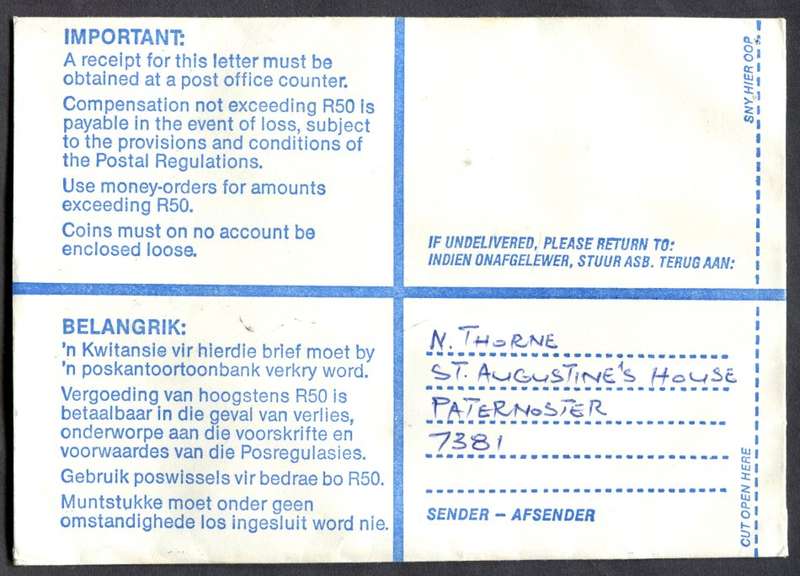 IMPORTANT:
A receipt for this letter must be
obtained at a post office counter.
Compensation not exceeding R50 is
payable in the event of loss, subject
to the provisions and conditions of
the Postal Regulations.
Use money-orders for amounts
exceeding R50.
Coins must on no account be
enclosed loose.
IF UNDELIVERED, PLEASE RETURN TO:
INDIEN ONAFGELEWER, STUUR ASB. TERUG AAN:
SNY HIER OOP
BELANGRIK:
'n Kwitansie vir hierdie brief moet by
'n poskantoortoonbank verkry word.
Vergoeding van hoogstens R50 is
betaalbaar in die geval van verlies,
onderworpe aan die voorskrifte en
voorwaardes van die Posregulasies.
Gebruik poswissels vir bedrae bo R50.
Muntstukke moet onder geen
omstandighede los ingesluit word nie.
N. THORNE
ST. AUGUSTINE'S HOUSE
PATERNOSTER
7381
SENDER – AFSENDER
CUT OPEN HERE